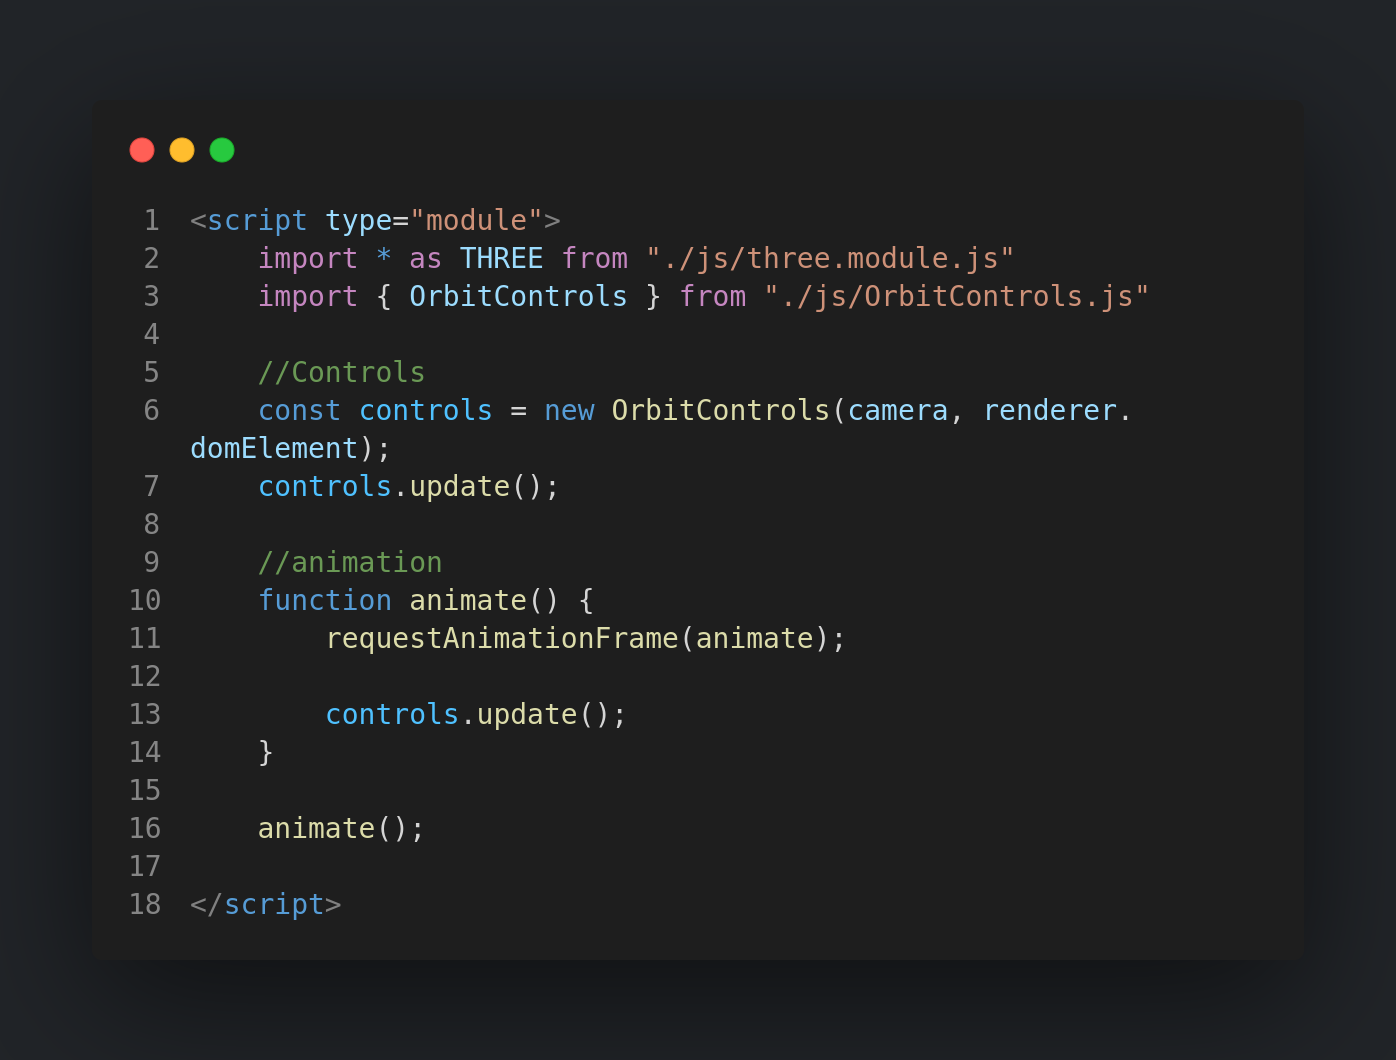 1 <script type="module">
2     import * as THREE from "./js/three.module.js"
3     import { OrbitControls } from "./js/OrbitControls.js"
4
5     //Controls
6     const controls = new OrbitControls(camera, renderer.
domElement);
7     controls.update();
8
9     //animation
10     function animate() {
11         requestAnimationFrame(animate);
12
13         controls.update();
14     }
15
16     animate();
17
18 </script>